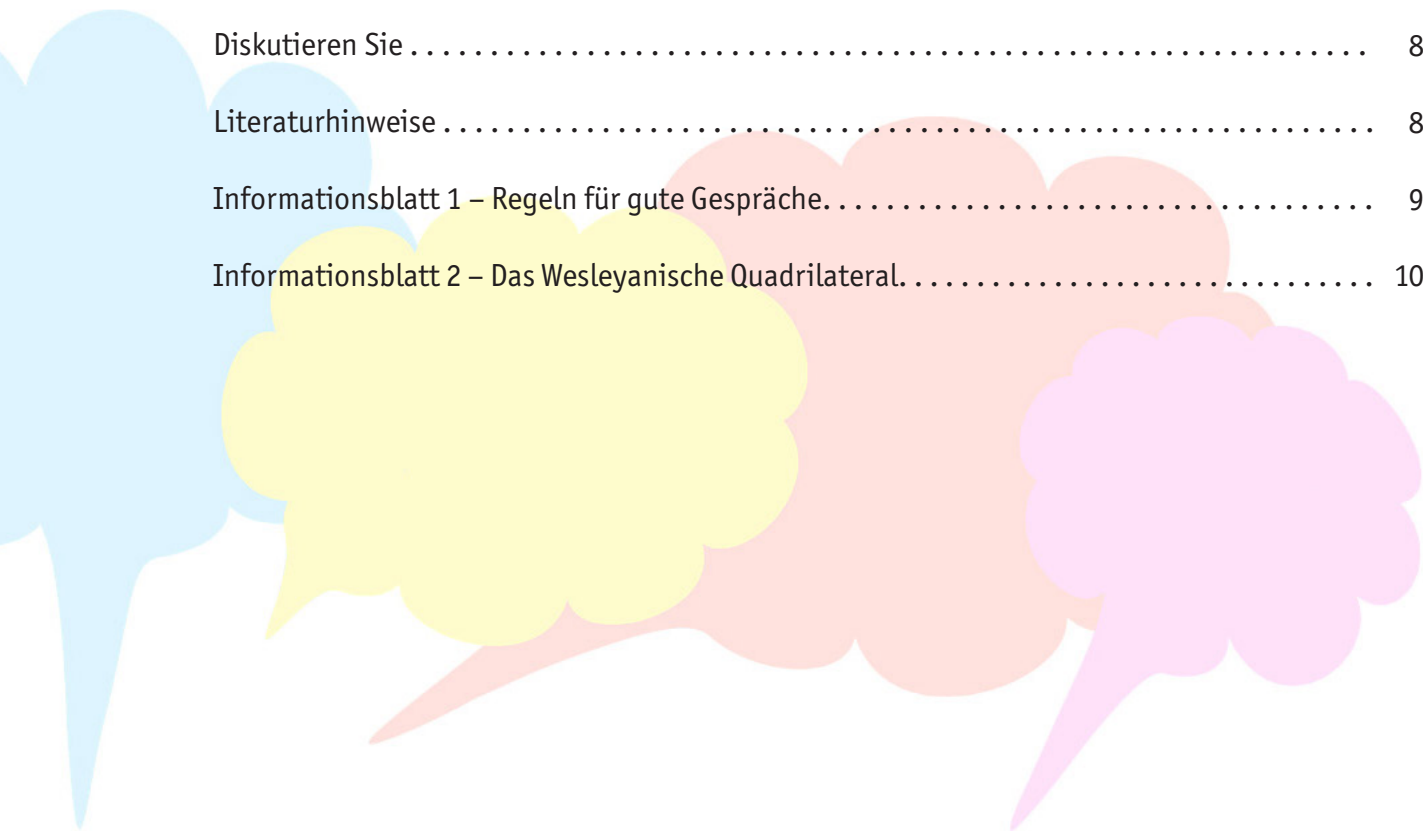 Diskutieren Sie . . . . . . . . . . . . . . . . . . . . . . . . . . . . . . . . . . . . . . . . . . . . . . . . . . . . . . . . . . . . 8
Literaturhinweise . . . . . . . . . . . . . . . . . . . . . . . . . . . . . . . . . . . . . . . . . . . . . . . . . . . . . . . . . . 8
Informationsblatt 1 – Regeln für gute Gespräche. . . . . . . . . . . . . . . . . . . . . . . . . . . . . . . . . . . 9
Informationsblatt 2 – Das Wesleyanische Quadrilateral. . . . . . . . . . . . . . . . . . . . . . . . . . . . . . 10